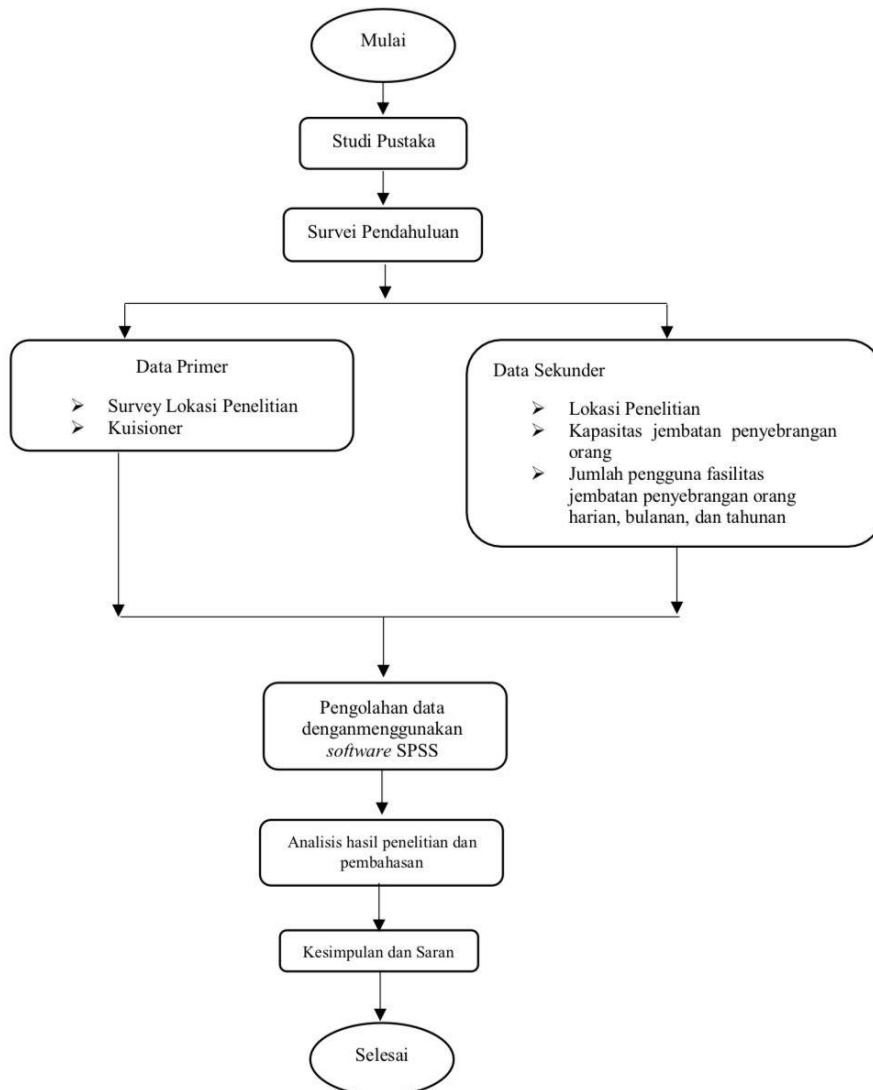 Mulai
Studi Pustaka
Survei Pendahuluan
Data Primer
➢ Survey Lokasi Penelitian
➢ Kuisioner
Data Sekunder
➢ Lokasi Penelitian
➢ Kapasitas jembatan penyebrangan
orang
➢ Jumlah pengguna fasilitas
jembatan penyebrangan orang
harian, bulanan, dan tahunan
Pengolahan data
denganmenggunakan
software SPSS
Analisis hasil penelitian dan
pembahasan
Kesimpulan dan Saran
Selesai